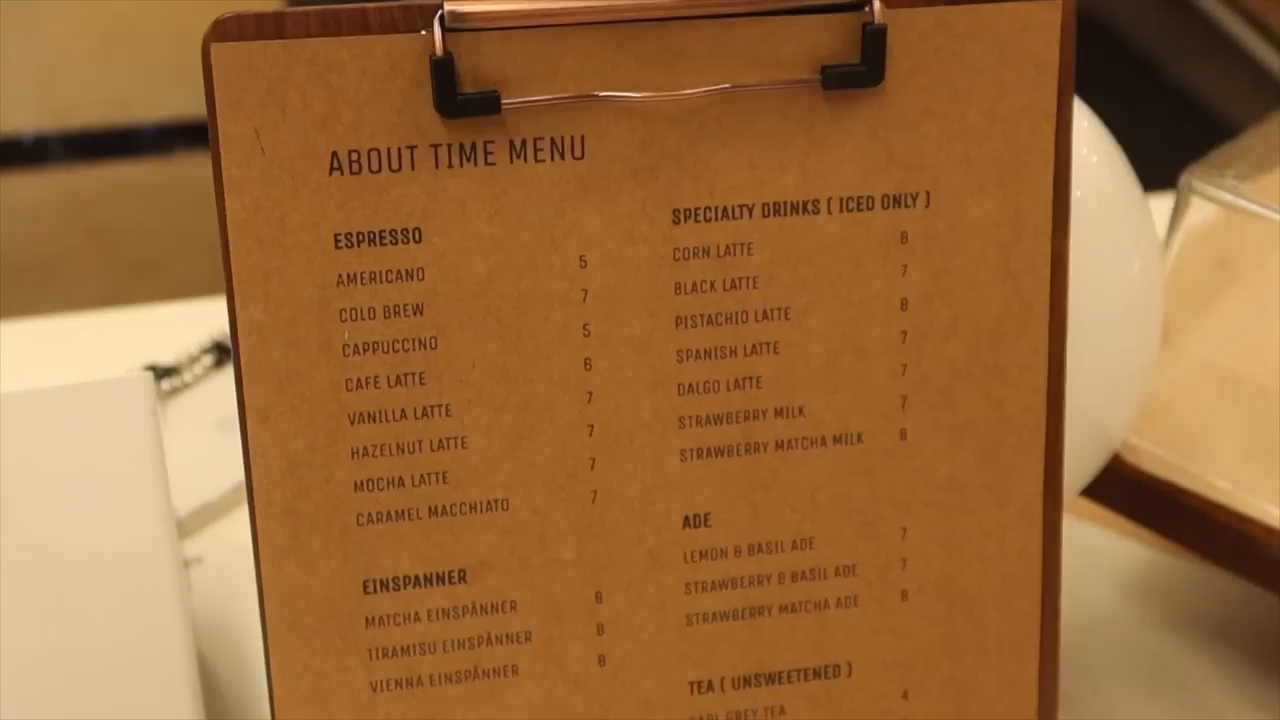 ABOUT TIME MENU
ESPRESSO
AMERICANO 5
COLD BREW 7
CAPPUCCINO 5
CAFE LATTE 6
VANILLA LATTE 7
HAZELNUT LATTE 7
MOCHA LATTE 7
CARAMEL MACCHIATO 7
EINSPANNER
MATCHA EINSPÄNNER 8
TIRAMISU EINSPÄNNER 8
VIENNA EINSPÄNNER 8
SPECIALTY DRINKS ( ICED ONLY )
CORN LATTE 8
BLACK LATTE 7
PISTACHIO LATTE 8
SPANISH LATTE 7
DALGO LATTE 7
STRAWBERRY MILK 7
STRAWBERRY MATCHA MILK 8
ADE
LEMON & BASIL ADE 7
STRAWBERRY & BASIL ADE 7
STRAWBERRY MATCHA ADE 8
TEA ( UNSWEETENED )
EARL GREY TEA 4